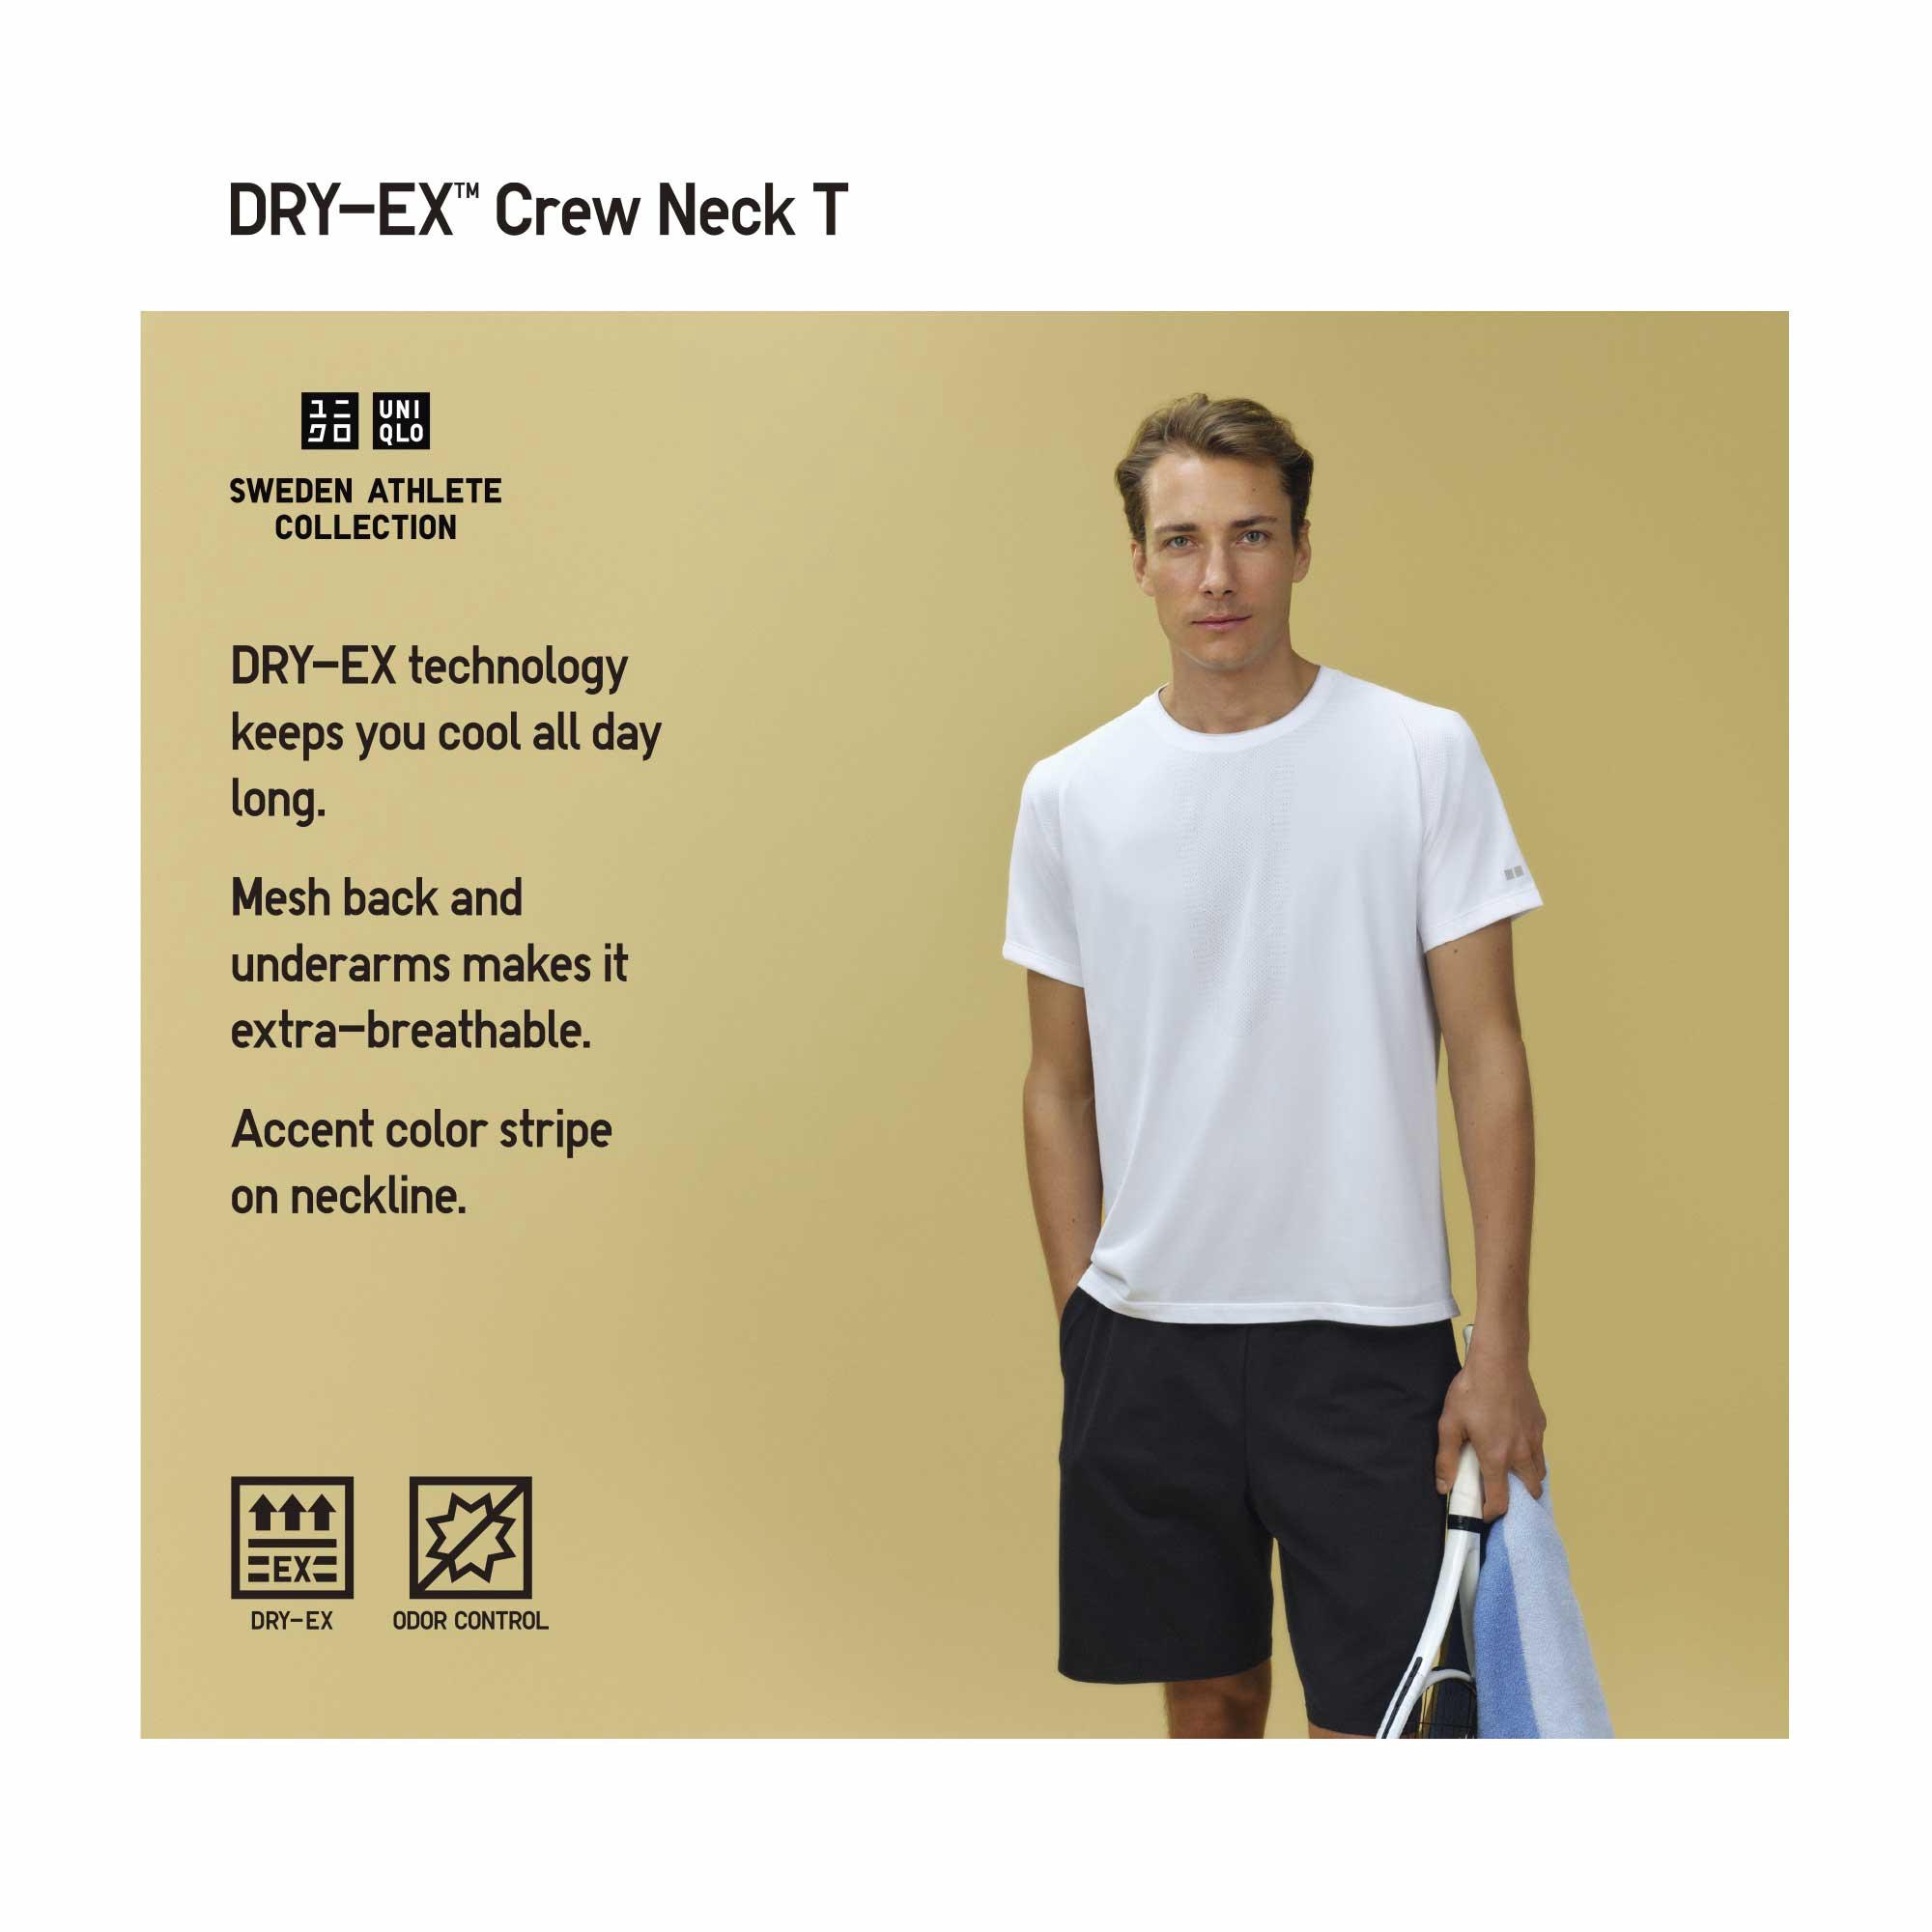 DRY-EX™ Crew Neck T
ユニ
クロ
UNI
QLO
SWEDEN ATHLETE
COLLECTION
DRY-EX technology
keeps you cool all day
long.
Mesh back and
underarms makes it
extra-breathable.
Accent color stripe
on neckline.
EX
DRY-EX
ODOR CONTROL